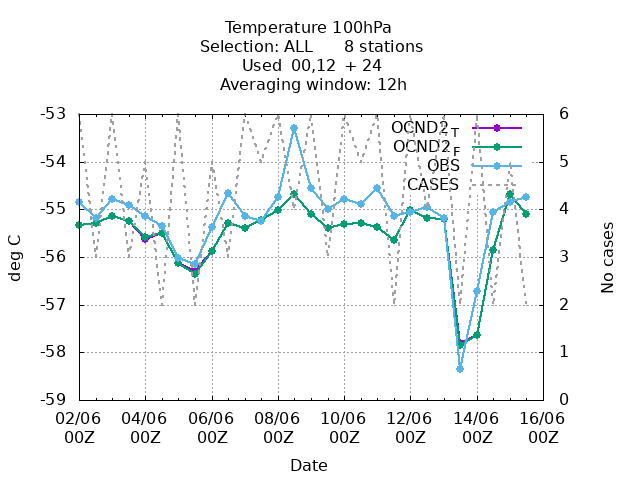 Temperature 100hPa
Selection: ALL      8 stations
Used  00,12  + 24
Averaging window: 12h
-53
-54
-55
-56
-57
-58
-59
deg C
OCND2_T
OCND2_F
OBS
CASES
6
5
4
3
2
1
0
No cases
02/06 04/06 06/06 08/06 10/06 12/06 14/06 16/06
00Z 00Z 00Z 00Z 00Z 00Z 00Z 00Z
Date